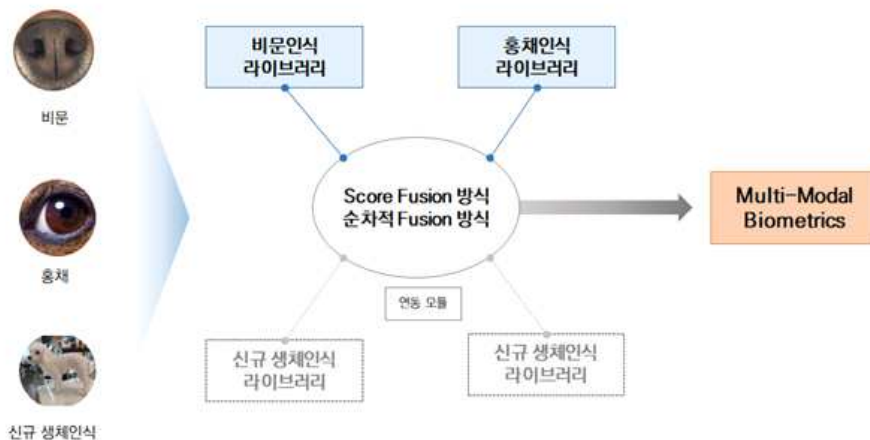 비문
홍채
신규 생체인식
비문인식
라이브러리
홍채인식
라이브러리
Score Fusion 방식
순차적 Fusion 방식
연동 모듈
신규 생체인식
라이브러리
신규 생체인식
라이브러리
Multi-Modal
Biometrics